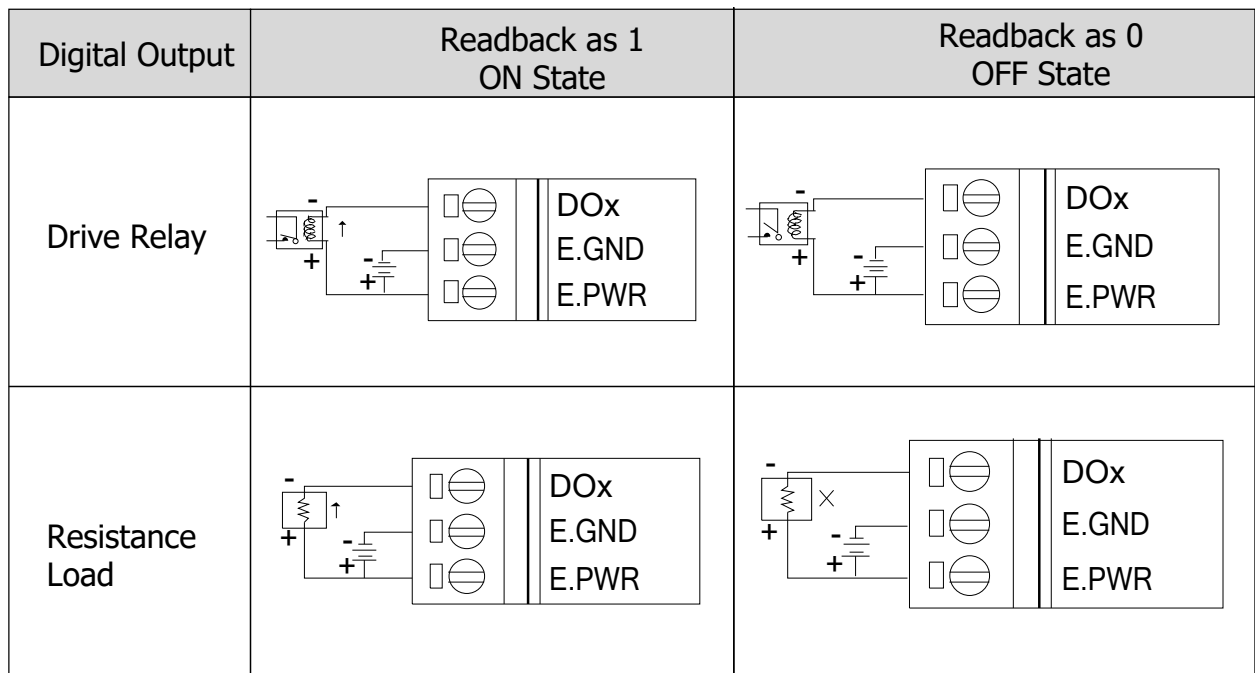 Digital Output
Readback as 1
ON State
Readback as 0
OFF State
Drive Relay
-
+
-
+
DOx
E.GND
E.PWR
-
+
-
+
DOx
E.GND
E.PWR
Resistance
Load
-
+
-
+
DOx
E.GND
E.PWR
-
+
-
+
DOx
E.GND
E.PWR